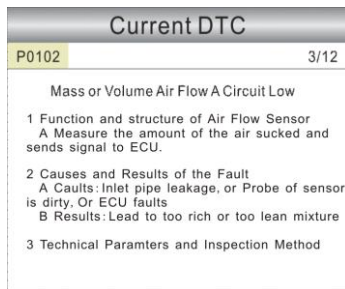 Current DTC
P0102 3/12
Mass or Volume Air Flow A Circuit Low
1 Function and structure of Air Flow Sensor
A Measure the amount of the air sucked and
sends signal to ECU.
2 Causes and Results of the Fault
A Caults: Inlet pipe leakage, or Probe of sensor
is dirty, Or ECU faults
B Results: Lead to too rich or too lean mixture
3 Technical Paramters and Inspection Method